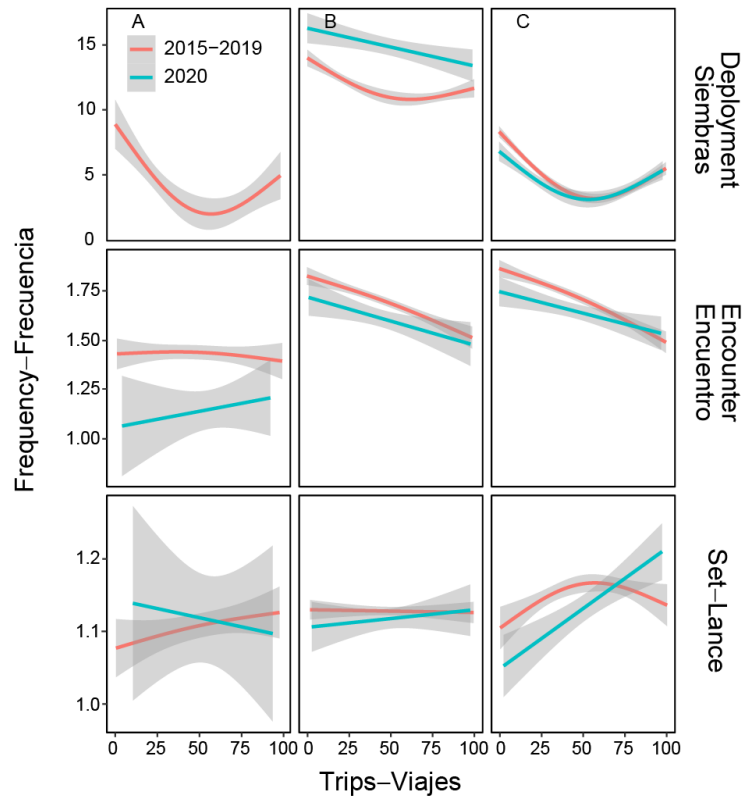 A
B
C
2015−2019
2020
15
10
5
0
Deployment
Siembras
1.75
1.50
1.25
1.00
Encounter
Encuentro
1.2
1.1
1.0
Set−Lance
Frequency−Frecuencia
0 25 50 75 100
0 25 50 75 100
0 25 50 75 100
Trips−Viajes